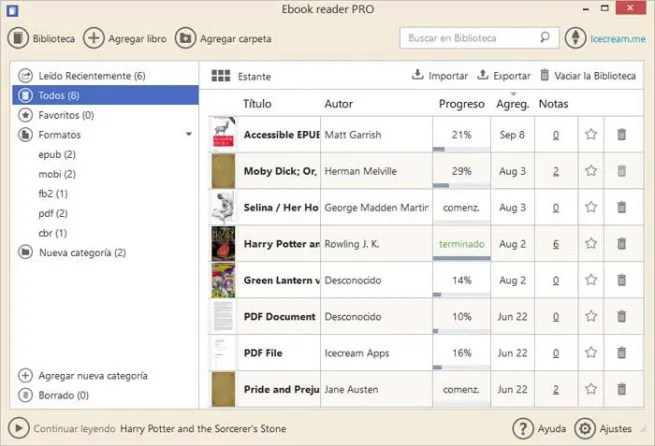 Ebook reader PRO
Biblioteca Agregar libro Agregar carpeta Buscar en Biblioteca Icecream.me
Leído Recientemente (6)
Todos (8)
Favoritos (0)
Formatos
epub (2)
mobi (2)
fb2 (1)
pdf (2)
cbr (1)
Nueva categoría (2)
Agregar nueva categoría
Borrado (0)
Estante Importar Exportar Vaciar la Biblioteca
Título Autor Progreso Agreg. Notas
Accessible EPUB Matt Garrish 21% Sep 8 0
Moby Dick; Or, Herman Melville 29% Aug 3 2
Selina / Her Ho George Madden Martin comenz. Aug 3 0
Harry Potter an Rowling J. K. terminado Aug 2 6
Green Lantern v Desconocido 14% Aug 2 0
PDF Document Desconocido 10% Jun 22 0
PDF File Icecream Apps 16% Jun 22 0
Pride and Preju Jane Austen comenz. Jun 22 2
Continuar leyendo Harry Potter and the Sorcerer's Stone Ayuda Ajustes